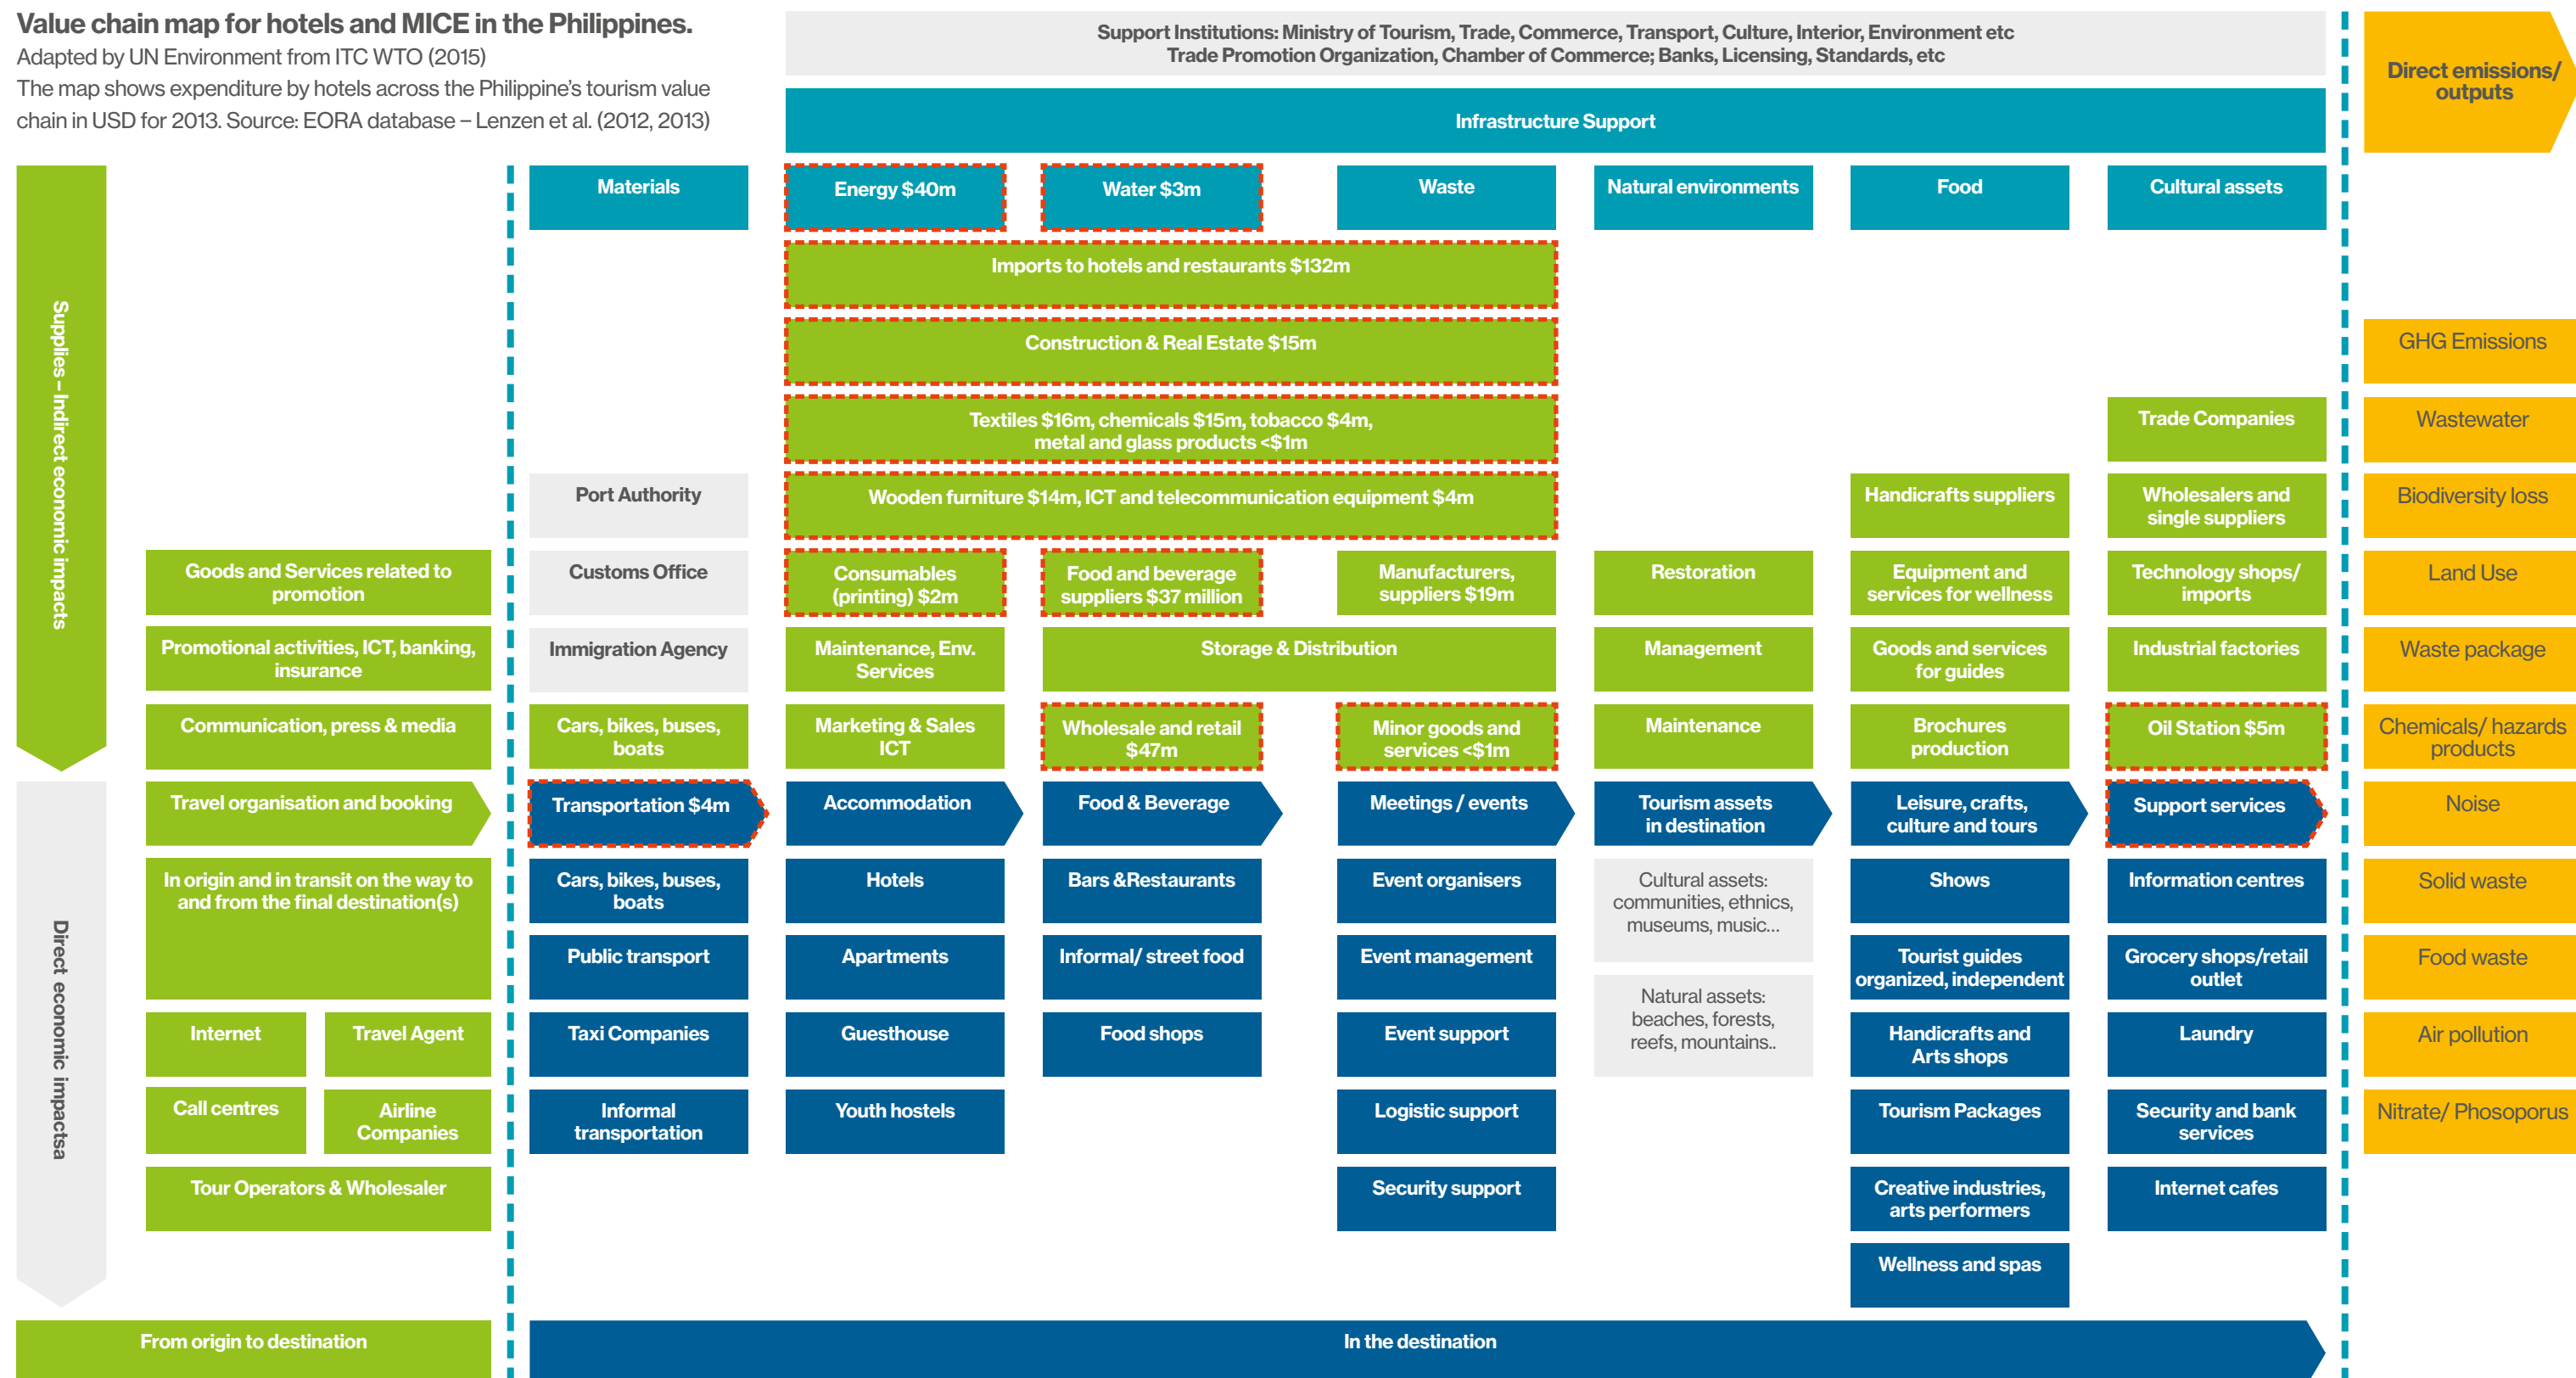 Value chain map for hotels and MICE in the Philippines.
Adapted by UN Environment from ITC WTO (2015)
The map shows expenditure by hotels across the Philippine's tourism value
chain in USD for 2013. Source: EORA database – Lenzen et al. (2012, 2013)
Support Institutions: Ministry of Tourism, Trade, Commerce, Transport, Culture, Interior, Environment etc
Trade Promotion Organization, Chamber of Commerce; Banks, Licensing, Standards, etc
Direct emissions/
outputs
Infrastructure Support
Supplies – Indirect economic impacts
Materials
Energy $40m
Water $3m
Waste
Natural environments
Food
Cultural assets
Imports to hotels and restaurants $132m
Construction & Real Estate $15m
GHG Emissions
Textiles $16m, chemicals $15m, tobacco $4m,
metal and glass products <$1m
Trade Companies
Wastewater
Port Authority
Wooden furniture $14m, ICT and telecommunication equipment $4m
Handicrafts suppliers
Wholesalers and
single suppliers
Biodiversity loss
Goods and Services related to
promotion
Customs Office
Consumables
(printing) $2m
Food and beverage
suppliers $37 million
Manufacturers,
suppliers $19m
Restoration
Equipment and
services for wellness
Technology shops/
imports
Land Use
Promotional activities, ICT, banking,
insurance
Immigration Agency
Maintenance, Env.
Services
Storage & Distribution
Management
Goods and services
for guides
Industrial factories
Waste package
Communication, press & media
Cars, bikes, buses,
boats
Marketing & Sales
ICT
Wholesale and retail
$47m
Minor goods and
services <$1m
Maintenance
Brochures
production
Oil Station $5m
Chemicals/ hazards
products
Direct economic impactsa
Travel organisation and booking
Transportation $4m
Accommodation
Food & Beverage
Meetings / events
Tourism assets
in destination
Leisure, crafts,
culture and tours
Support services
Noise
In origin and in transit on the way to
and from the final destination(s)
Cars, bikes, buses,
boats
Hotels
Bars &Restaurants
Event organisers
Cultural assets:
communities, ethnics,
museums, music...
Shows
Information centres
Solid waste
Public transport
Apartments
Informal/ street food
Event management
Natural assets:
beaches, forests,
reefs, mountains..
Tourist guides
organized, independent
Grocery shops/retail
outlet
Food waste
Internet
Travel Agent
Taxi Companies
Guesthouse
Food shops
Event support
Handicrafts and
Arts shops
Laundry
Air pollution
Call centres
Airline
Companies
Informal
transportation
Youth hostels
Logistic support
Tourism Packages
Security and bank
services
Nitrate/ Phosoporus
Tour Operators & Wholesaler
Security support
Creative industries,
arts performers
Internet cafes
Wellness and spas
From origin to destination
In the destination